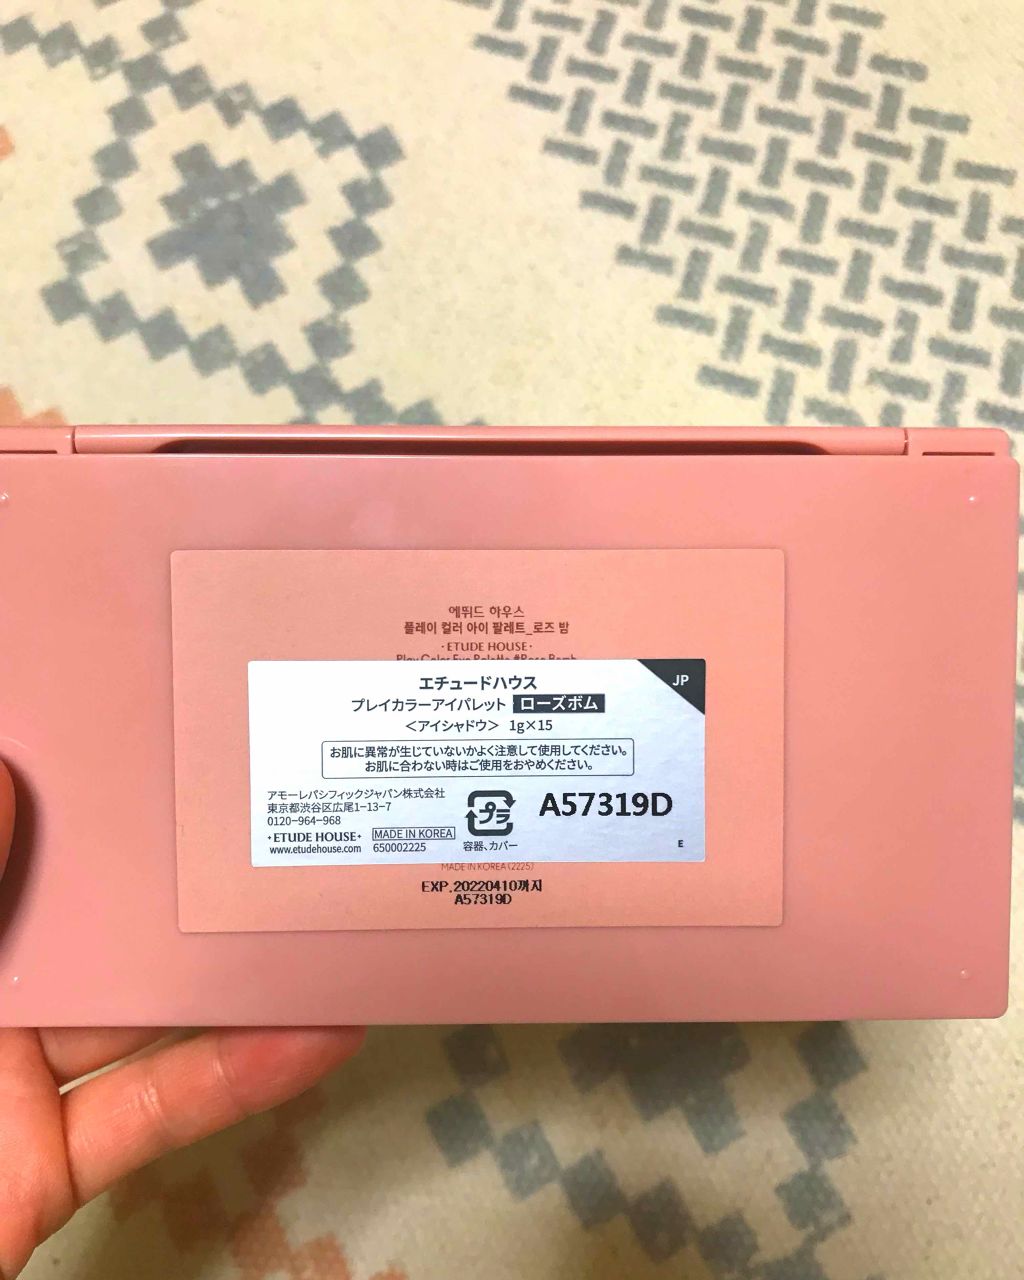 에뛰드 하우스
플레이 컬러 아이 팔레트_로즈 밤
·ETUDE HOUSE·
Play Color Eye Palette #Rose Bomb
JP
エチュードハウス
プレイカラーアイパレット ローズボム
<アイシャドウ> 1g×15
お肌に異常が生じていないかよく注意して使用してください。
お肌に合わない時はご使用をおやめください。
アモーレパシフィックジャパン株式会社
東京都渋谷区広尾1-13-7
0120-964-968
・ETUDE HOUSE・ MADE IN KOREA
www.etudehouse.com 650002225
プラ
容器、カバー
A57319D
E
MADE IN KOREA (2225)
EXP.20220410까지
A57319D